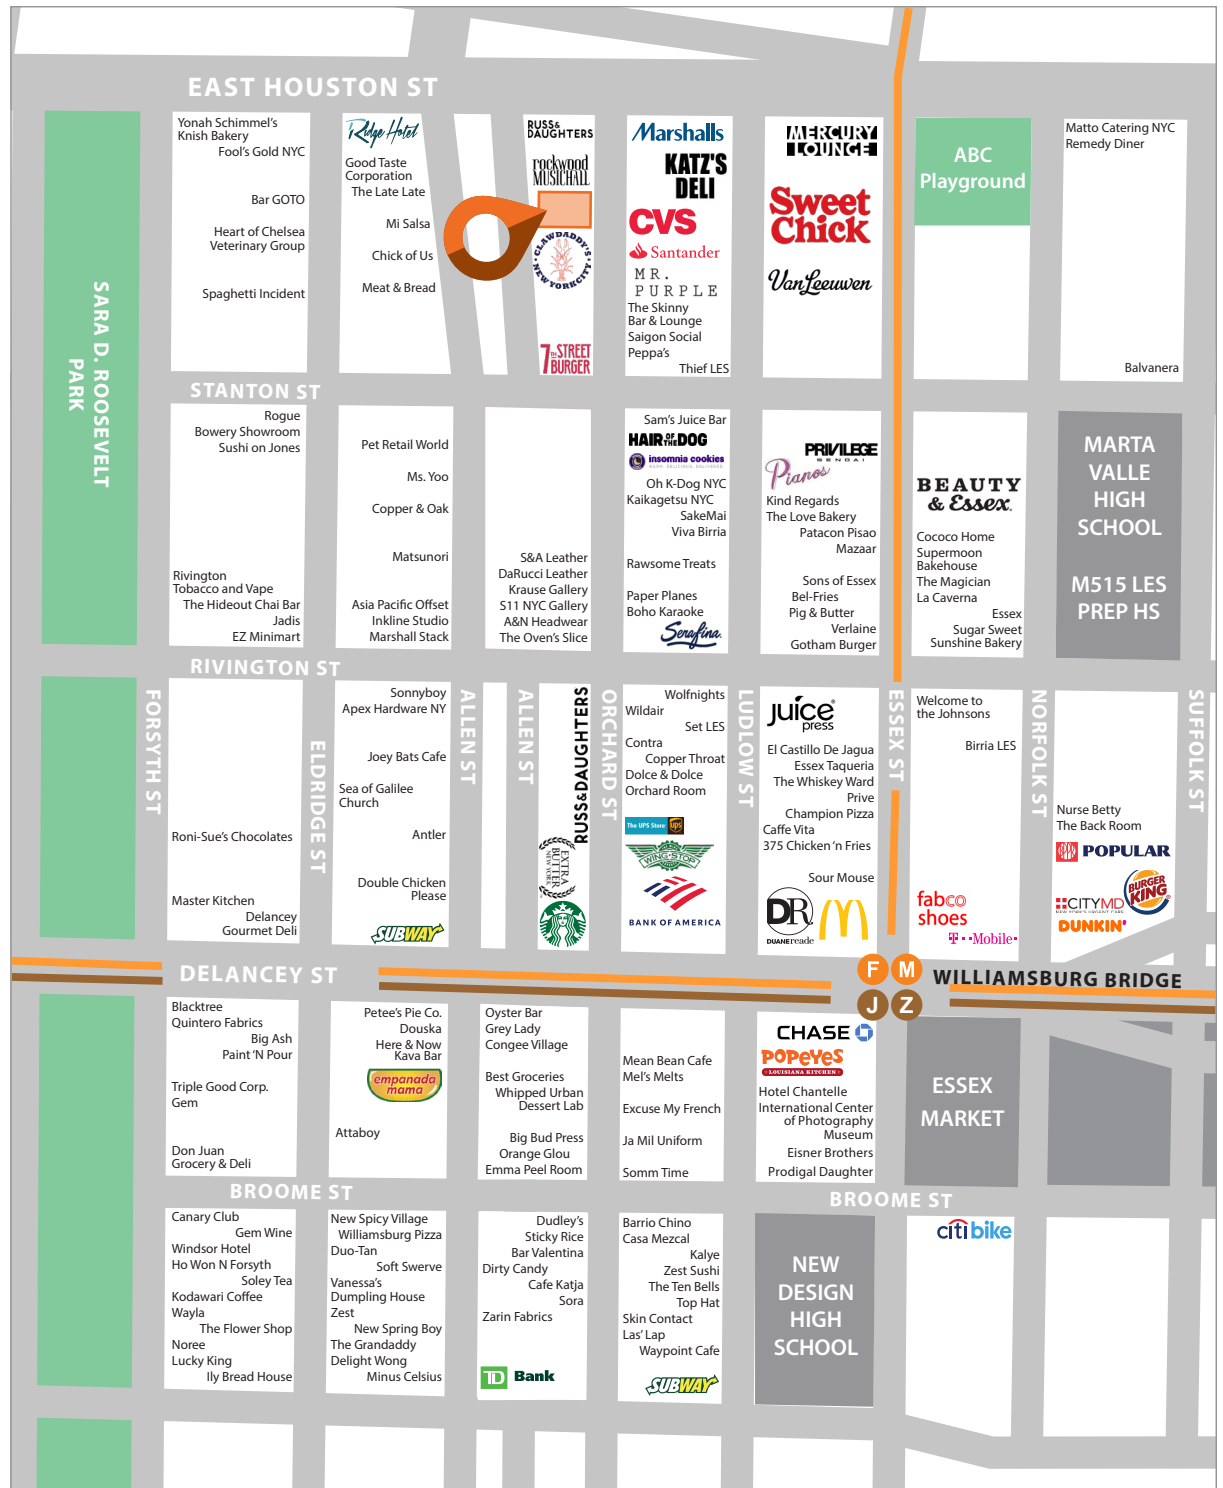 EAST HOUSTON ST
Yonah Schimmel's
Knish Bakery
Fool's Gold NYC
Bar GOTO
Heart of Chelsea
Veterinary Group
Spaghetti Incident
Ridge Hotel
Good Taste
Corporation
The Late Late
Mi Salsa
Chick of Us
Meat & Bread
RUSS&
DAUGHTERS
rockwood
MUSICHALL
CLAWDADDY'S
NEW YORK CITY
7TH STREET
BURGER
Marshalls
KATZ'S
DELI
CVS
Santander
MR.
PURPLE
The Skinny
Bar & Lounge
Saigon Social
Peppa's
Thief LES
MERCURY
LOUNGE
Sweet
Chick
Van Leeuwen
ABC
Playground
Matto Catering NYC
Remedy Diner
Balvanera
SARA D. ROOSEVELT
PARK
STANTON ST
Rogue
Bowery Showroom
Sushi on Jones
Rivington
Tobacco and Vape
The Hideout Chai Bar
Jadis
EZ Minimart
Pet Retail World
Ms. Yoo
Copper & Oak
Matsunori
Asia Pacific Offset
Inkline Studio
Marshall Stack
S&A Leather
DaRucci Leather
Krause Gallery
S11 NYC Gallery
A&N Headwear
The Oven's Slice
Sam's Juice Bar
HAIR OF THE DOG
insomnia cookies
WARM. DELICIOUS. DELIVERED.
Oh K-Dog NYC
Kaikagetsu NYC
SakeMai
Viva Birria
Rawsome Treats
Paper Planes
Boho Karaoke
Serafina.
PRIVILEGE
SENDAI
Pianos
Kind Regards
The Love Bakery
Patacon Pisao
Mazaar
Sons of Essex
Bel-Fries
Pig & Butter
Verlaine
Gotham Burger
BEAUTY
& Essex.
Cococo Home
Supermoon
Bakehouse
The Magician
La Caverna
Essex
Sugar Sweet
Sunshine Bakery
MARTA
VALLE
HIGH
SCHOOL
M515 LES
PREP HS
RIVINGTON ST
FORSYTH ST
Roni-Sue's Chocolates
Master Kitchen
Delancey
Gourmet Deli
ELDRIDGE ST
Sonnyboy
Apex Hardware NY
Joey Bats Cafe
Sea of Galilee
Church
Antler
Double Chicken
Please
SUBWAY
ALLEN ST
ALLEN ST
RUSS&DAUGHTERS
EXTRA
BUTTER
NEW YORK
ORCHARD ST
Wolfnights
Wildair
Set LES
Contra
Copper Throat
Dolce & Dolce
Orchard Room
The UPS Store
ups
WING-STOP
BANK OF AMERICA
LUDLOW ST
juice
press
El Castillo De Jagua
Essex Taqueria
The Whiskey Ward
Prive
Champion Pizza
Caffe Vita
375 Chicken 'n Fries
Sour Mouse
DR
DUANEreade
ESSEX ST
Welcome to
the Johnsons
Birria LES
fabco
shoes
T··Mobile·
NORFOLK ST
Nurse Betty
The Back Room
POPULAR
CITYMD
NEW YORK'S URGENT CARE
BURGER
KING
DUNKIN'
SUFFOLK ST
DELANCEY ST
F
M
J
Z
WILLIAMSBURG BRIDGE
Blacktree
Quintero Fabrics
Big Ash
Paint 'N Pour
Triple Good Corp.
Gem
Don Juan
Grocery & Deli
Petee's Pie Co.
Douska
Here & Now
Kava Bar
empanada
mama
Attaboy
Oyster Bar
Grey Lady
Congee Village
Best Groceries
Whipped Urban
Dessert Lab
Big Bud Press
Orange Glou
Emma Peel Room
Mean Bean Cafe
Mel's Melts
Excuse My French
Ja Mil Uniform
Somm Time
CHASE
POPEYES
LOUISIANA KITCHEN
Hotel Chantelle
International Center
of Photography
Museum
Eisner Brothers
Prodigal Daughter
ESSEX
MARKET
BROOME ST
BROOME ST
Canary Club
Gem Wine
Windsor Hotel
Ho Won N Forsyth
Soley Tea
Kodawari Coffee
Wayla
The Flower Shop
Noree
Lucky King
Ily Bread House
New Spicy Village
Williamsburg Pizza
Duo-Tan
Soft Swerve
Vanessa's
Dumpling House
Zest
New Spring Boy
The Grandaddy
Delight Wong
Minus Celsius
Dudley's
Sticky Rice
Bar Valentina
Dirty Candy
Cafe Katja
Sora
Zarin Fabrics
TD Bank
Barrio Chino
Casa Mezcal
Kalye
Zest Sushi
The Ten Bells
Top Hat
Skin Contact
Las' Lap
Waypoint Cafe
SUBWAY
NEW
DESIGN
HIGH
SCHOOL
citibike